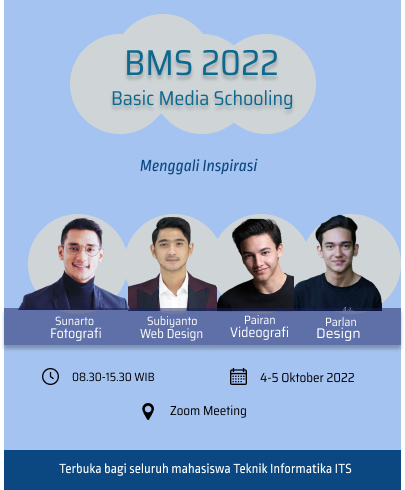 BMS 2022
Basic Media Schooling
Menggali Inspirasi
Sunarto
Fotografi
Subiyanto
Web Design
Pairan
Videografi
Parlan
Design
08.30-15.30 WIB
4-5 Oktober 2022
Zoom Meeting
Terbuka bagi seluruh mahasiswa Teknik Informatika ITS